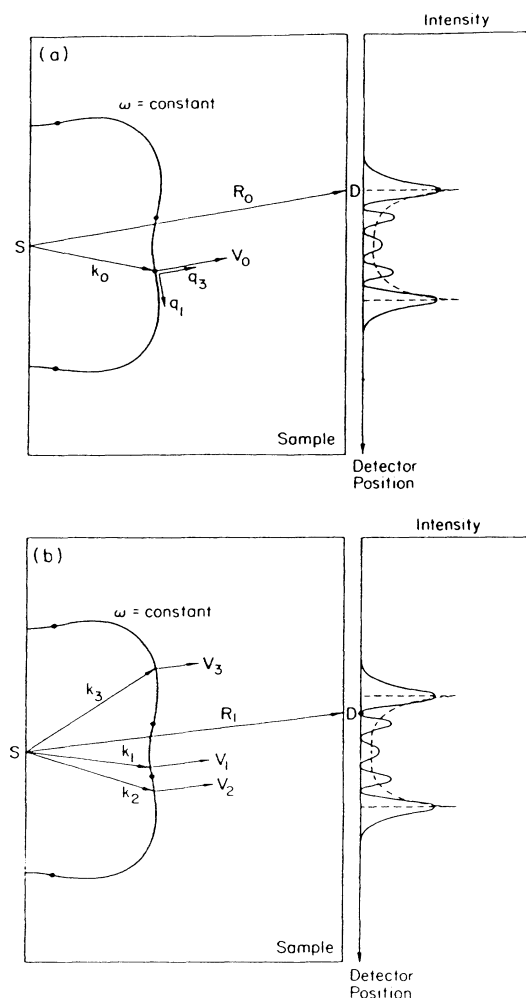 Intensity
(a)
ω = constant
R₀
D
S
k₀
V₀
q₃
q₁
Sample
Detector
Position
Intensity
(b)
ω = constant
V₃
k₃
R₁
D
S
k₁
V₁
k₂
V₂
Sample
Detector
Position